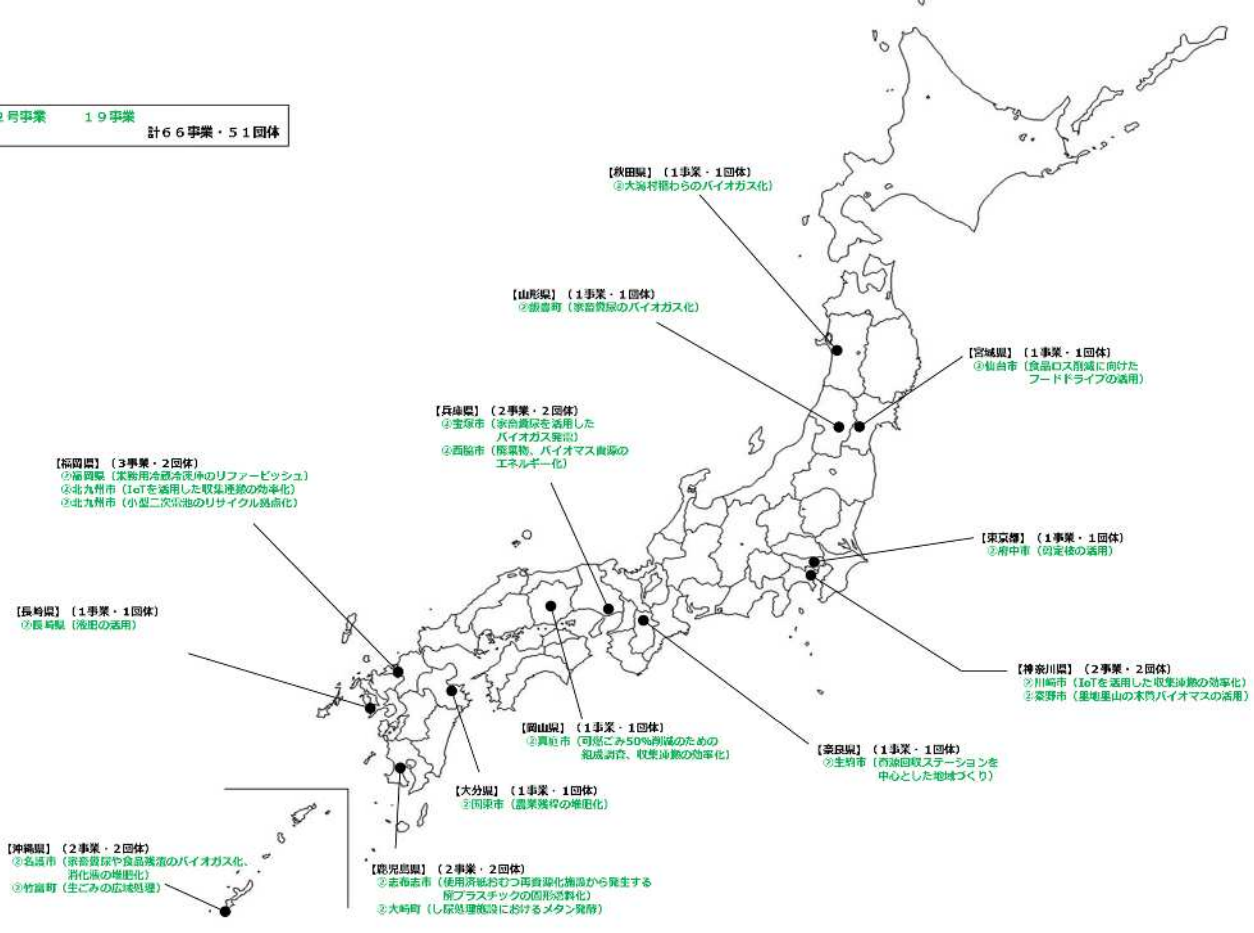 ２号事業　１９事業
計６６事業・５１団体
【秋田県】（１事業・１団体）
②大潟村稲わらのバイオガス化）
【山形県】（１事業・１団体）
②飯豊町（家畜糞尿のバイオガス化）
【宮城県】（１事業・１団体）
②仙台市（食品ロス削減に向けた
フードドライブの活用）
【兵庫県】（２事業・２団体）
②宝塚市（家畜糞尿を活用した
バイオガス発電）
②西脇市（廃棄物、バイオマス資源の
エネルギー化）
【福岡県】（３事業・２団体）
②福岡県（業務用冷蔵冷凍庫のリファービッシュ）
②北九州市（IoTを活用した収集運搬の効率化）
②北九州市（小型二次電池のリサイクル拠点化）
【東京都】（１事業・１団体）
②府中市（剪定枝の活用）
【長崎県】（１事業・１団体）
②長崎県（液肥の活用）
【神奈川県】（２事業・２団体）
②川崎市（IoTを活用した収集運搬の効率化）
②秦野市（里地里山の木質バイオマスの活用）
【岡山県】（１事業・１団体）
②真庭市（可燃ごみ50%削減のための
組成調査、収集運搬の効率化）
【奈良県】（１事業・１団体）
②生駒市（資源回収ステーションを
中心とした地域づくり）
【大分県】（１事業・１団体）
②国東市（農業残桿の堆肥化）
【沖縄県】（２事業・２団体）
②名護市（家畜糞尿や食品残渣のバイオガス化、
消化液の堆肥化）
②竹富町（生ごみの広域処理）
【鹿児島県】（２事業・２団体）
②志布志市（使用済紙おむつ再資源化施設から発生する
廃プラスチックの固形燃料化）
②大崎町（し尿処理施設におけるメタン発酵）